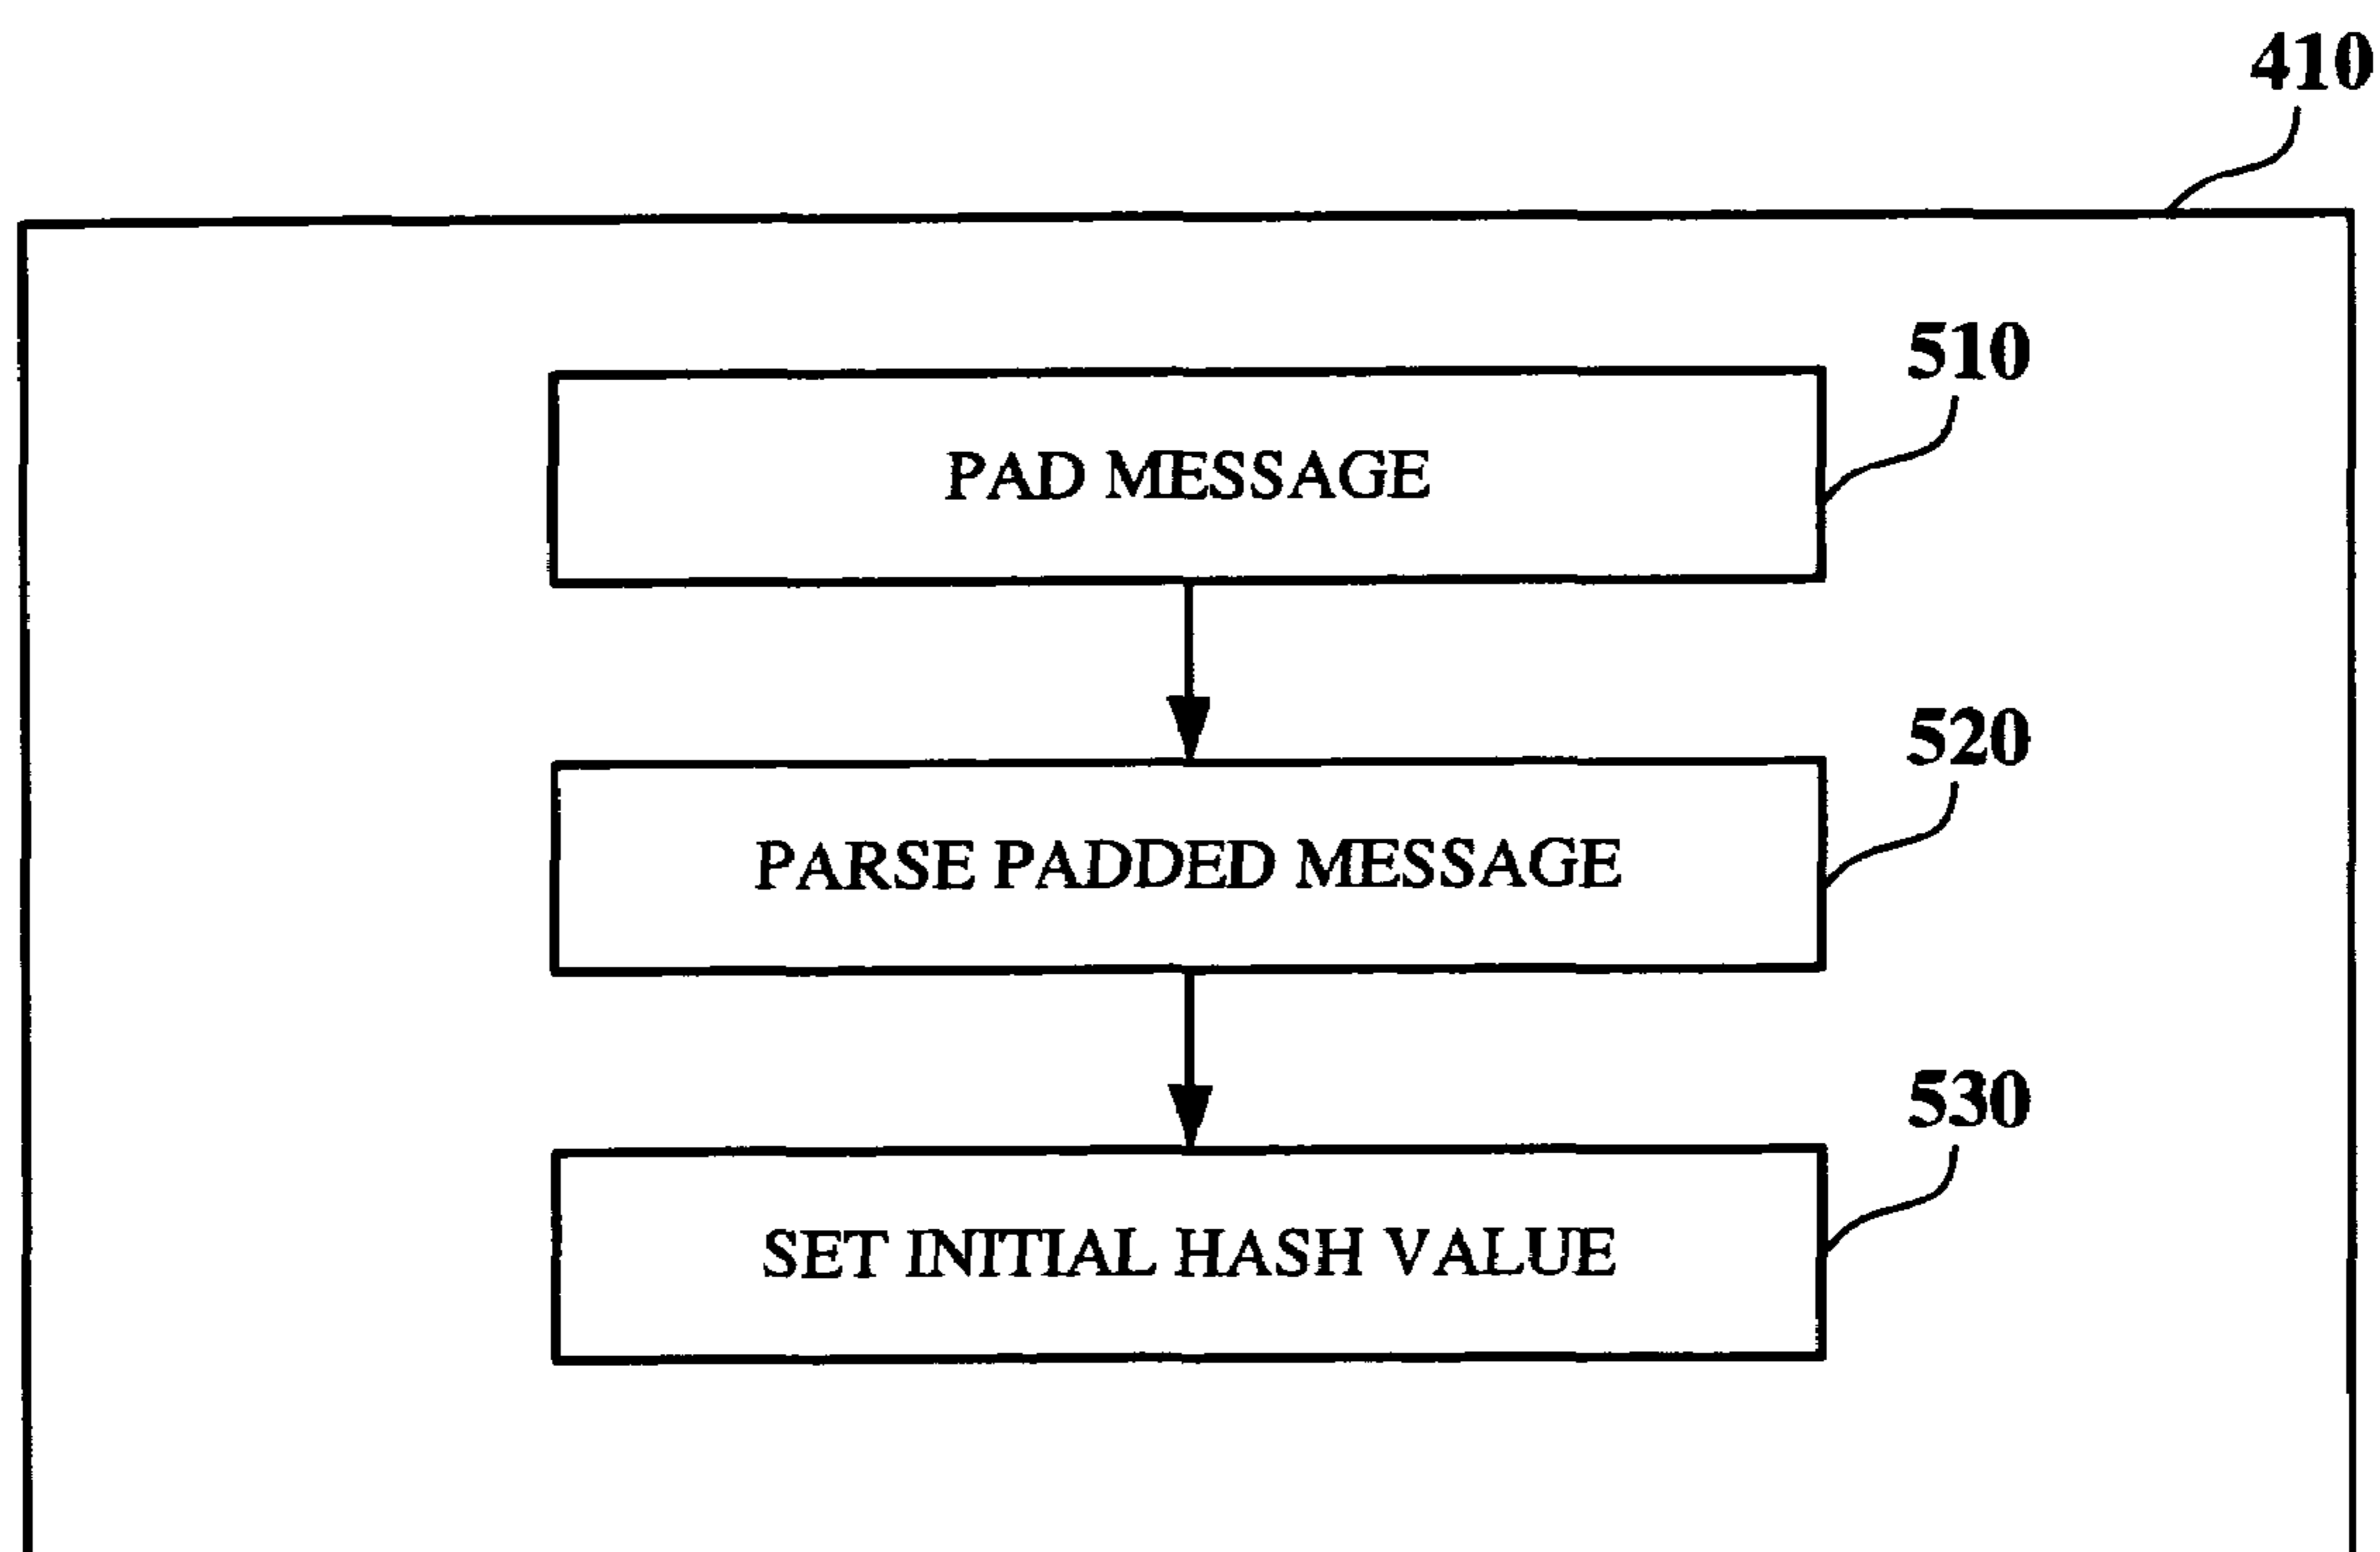 410
510
PAD MESSAGE
520
PARSE PADDED MESSAGE
530
SET INITIAL HASH VALUE